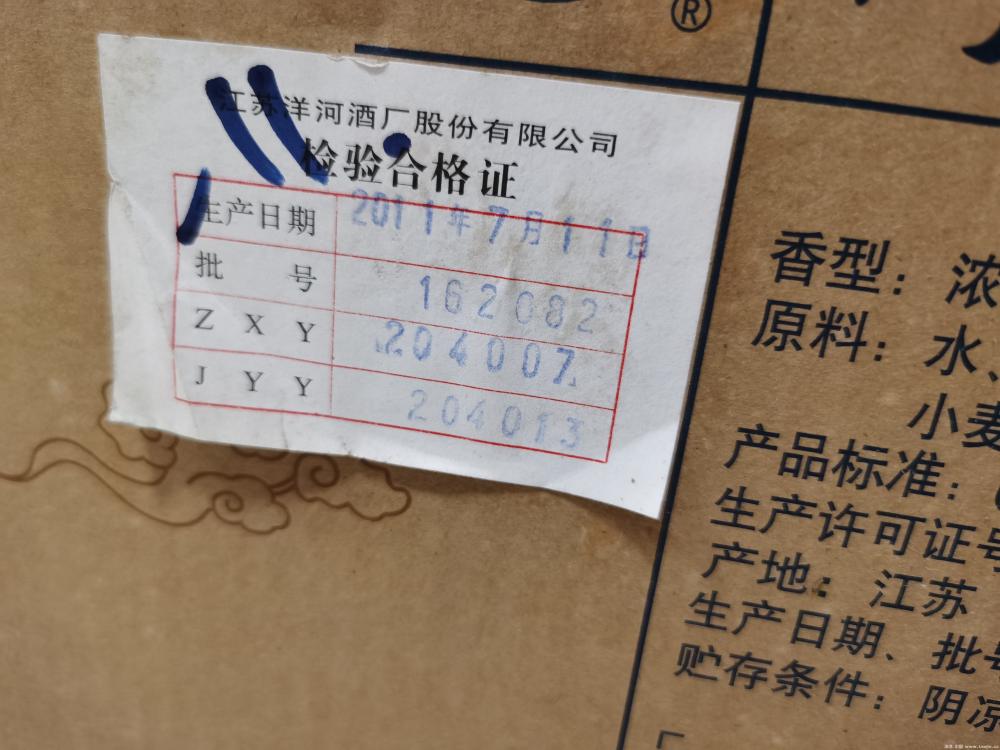 ®
江苏洋河酒厂股份有限公司
检验合格证
生产日期 2011年7月11日
批 号 162082
Z X Y 204007
J Y Y 204013
香型：浓
原料：水、
小麦
产品标准：
生产许可证号
产地：江苏
生产日期、批号
贮存条件：阴凉